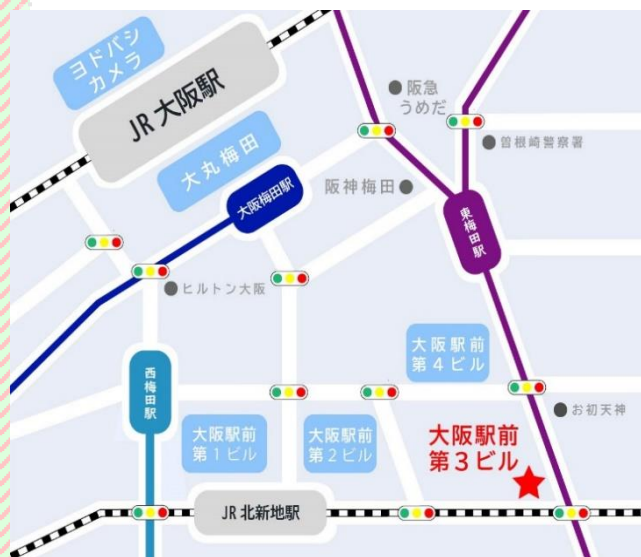 ヨドバシ
カメラ
JR 大阪駅
大丸梅田
大阪梅田駅
阪急
うめだ
曽根崎警察署
阪神梅田
東梅田駅
ヒルトン大阪
西梅田駅
大阪駅前
第4ビル
お初天神
大阪駅前
第1ビル
大阪駅前
第2ビル
大阪駅前
第3ビル
JR 北新地駅